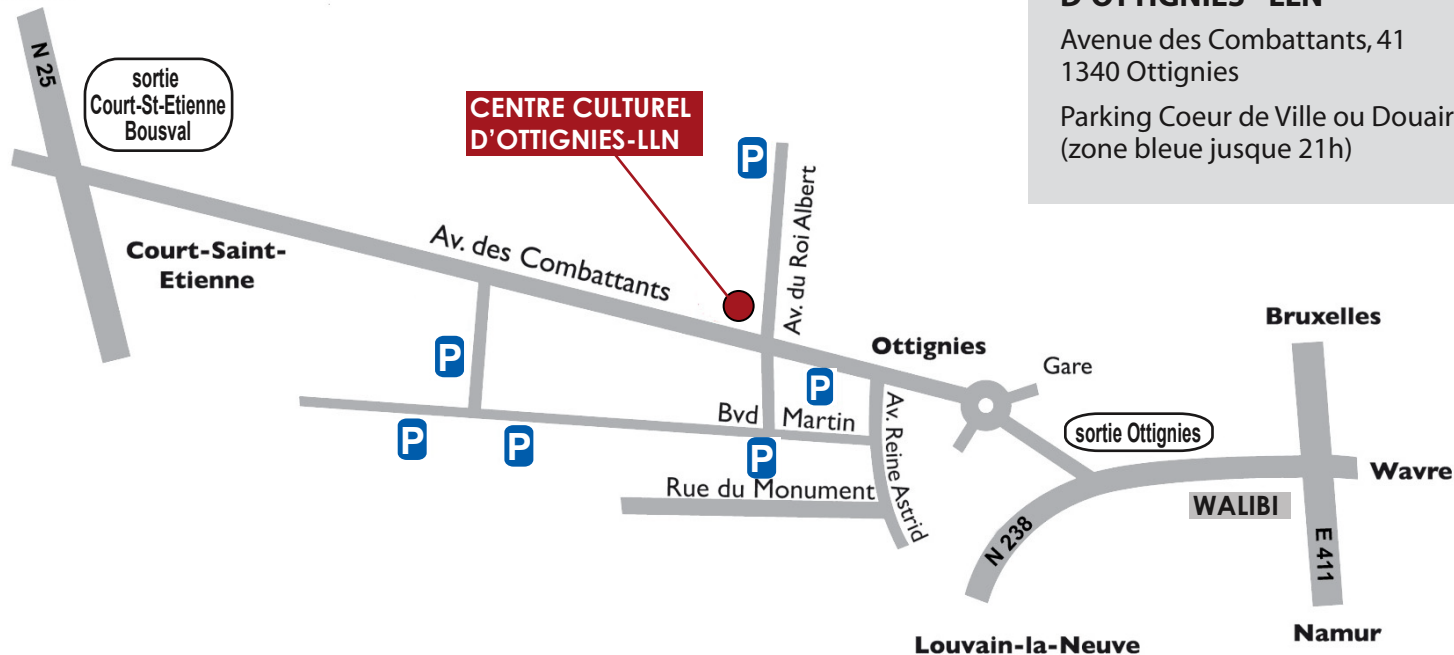 D'OTTIGNIES - LLN
Avenue des Combattants, 41
1340 Ottignies
Parking Coeur de Ville ou Douair
(zone bleue jusque 21h)
N 25
sortie
Court-St-Etienne
Bousval
CENTRE CULTUREL
D'OTTIGNIES-LLN
P
Av. du Roi Albert
Court-Saint-
Etienne
Av. des Combattants
Bruxelles
P
Ottignies
Gare
P
Bvd Martin
Av. Reine Astrid
sortie Ottignies
P
P
P
Rue du Monument
Wavre
WALIBI
N 238
E 411
Louvain-la-Neuve
Namur